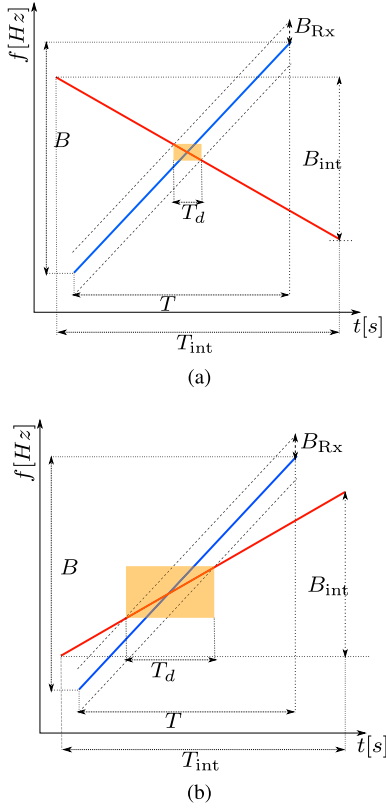 f[Hz]
B_Rx
B
B_int
T_d
T
t[s]
T_int
(a)
f[Hz]
B_Rx
B
B_int
T_d
T
t[s]
T_int
(b)